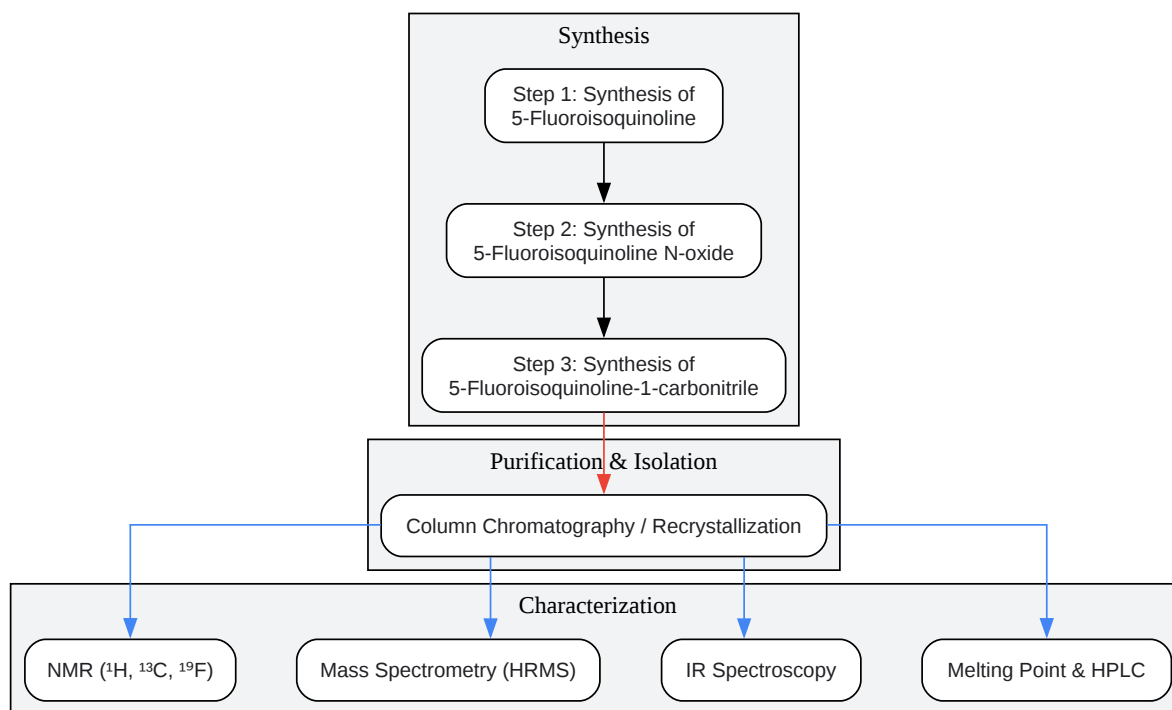 Synthesis
Step 1: Synthesis of
5-Fluoroisoquinoline
Step 2: Synthesis of
5-Fluoroisoquinoline N-oxide
Step 3: Synthesis of
5-Fluoroisoquinoline-1-carbonitrile
Purification & Isolation
Column Chromatography / Recrystallization
Characterization
NMR (¹H, ¹³C, ¹⁹F)
Mass Spectrometry (HRMS)
IR Spectroscopy
Melting Point & HPLC